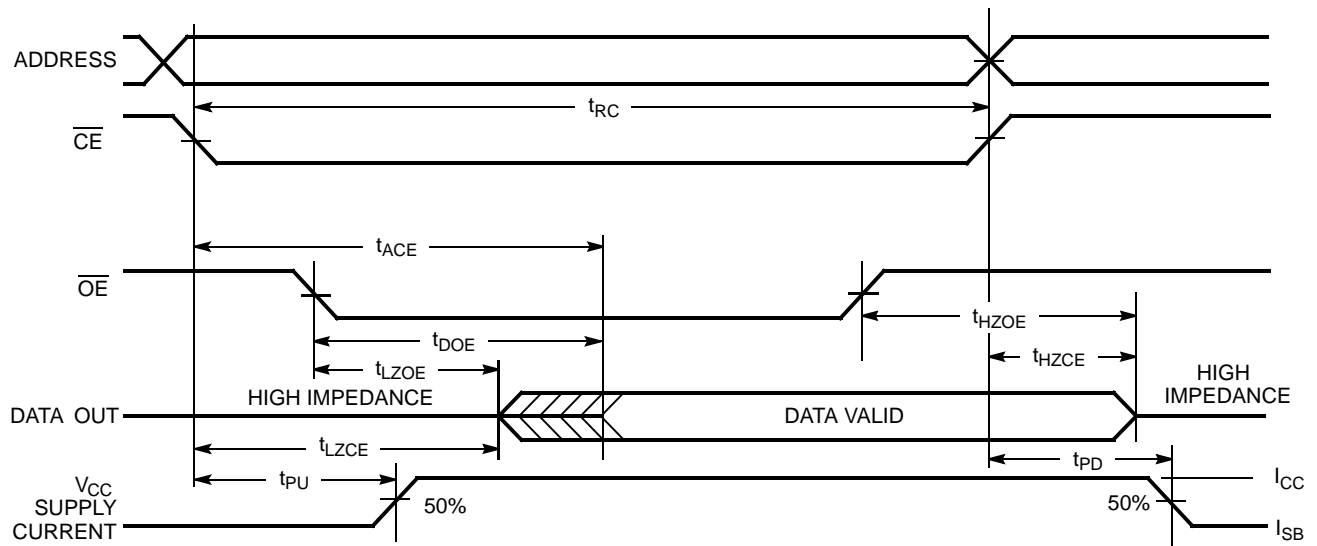 ADDRESS
tRC
CE
tACE
OE
tHZOE
tDOE
tHZCE
tLZOE
HIGH
IMPEDANCE
HIGH IMPEDANCE
DATA OUT
DATA VALID
tLZCE
tPD
tPU
VCC
SUPPLY
CURRENT
50%
50%
ICC
ISB